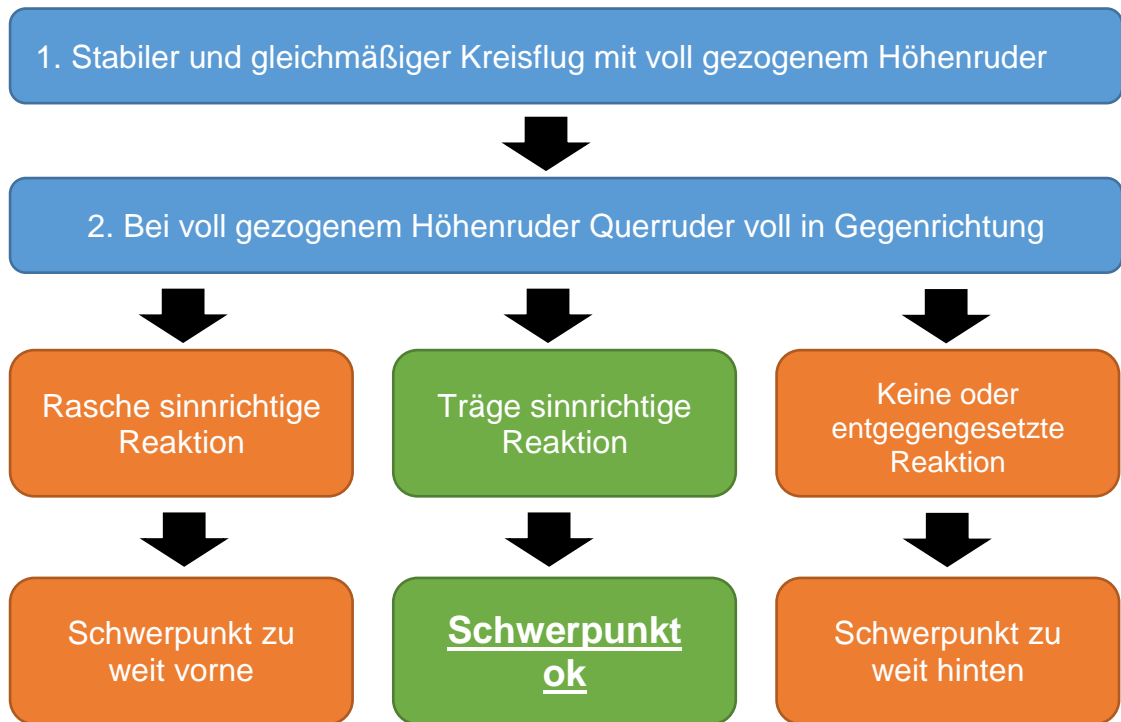 1. Stabiler und gleichmäßiger Kreisflug mit voll gezogenem Höhenruder
2. Bei voll gezogenem Höhenruder Querruder voll in Gegenrichtung
Rasche sinnrichtige
Reaktion
Träge sinnrichtige
Reaktion
Keine oder
entgegengesetzte
Reaktion
Schwerpunkt zu
weit vorne
Schwerpunkt
ok
Schwerpunkt zu
weit hinten